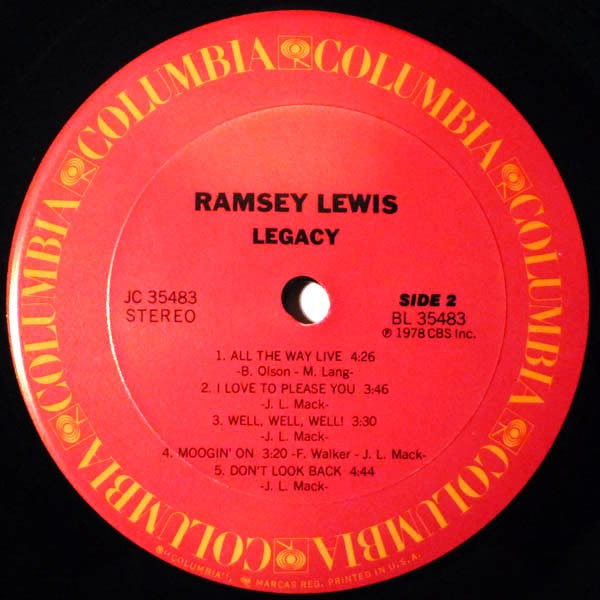 COLUMBIA COLUMBIA COLUMBIA COLUMBIA COLUMBIA COLUMBIA
RAMSEY LEWIS
LEGACY
JC 35483
STEREO
SIDE 2
BL 35483
℗ 1978 CBS Inc.
1. ALL THE WAY LIVE 4:26
-B. Olson - M. Lang-
2. I LOVE TO PLEASE YOU 3:46
-J. L. Mack-
3. WELL, WELL, WELL! 3:30
-J. L. Mack-
4. MOOGIN' ON 3:20 -F. Walker - J. L. Mack-
5. DON'T LOOK BACK 4:44
-J. L. Mack-
® "COLUMBIA", MARCAS REG. PRINTED IN U.S.A.